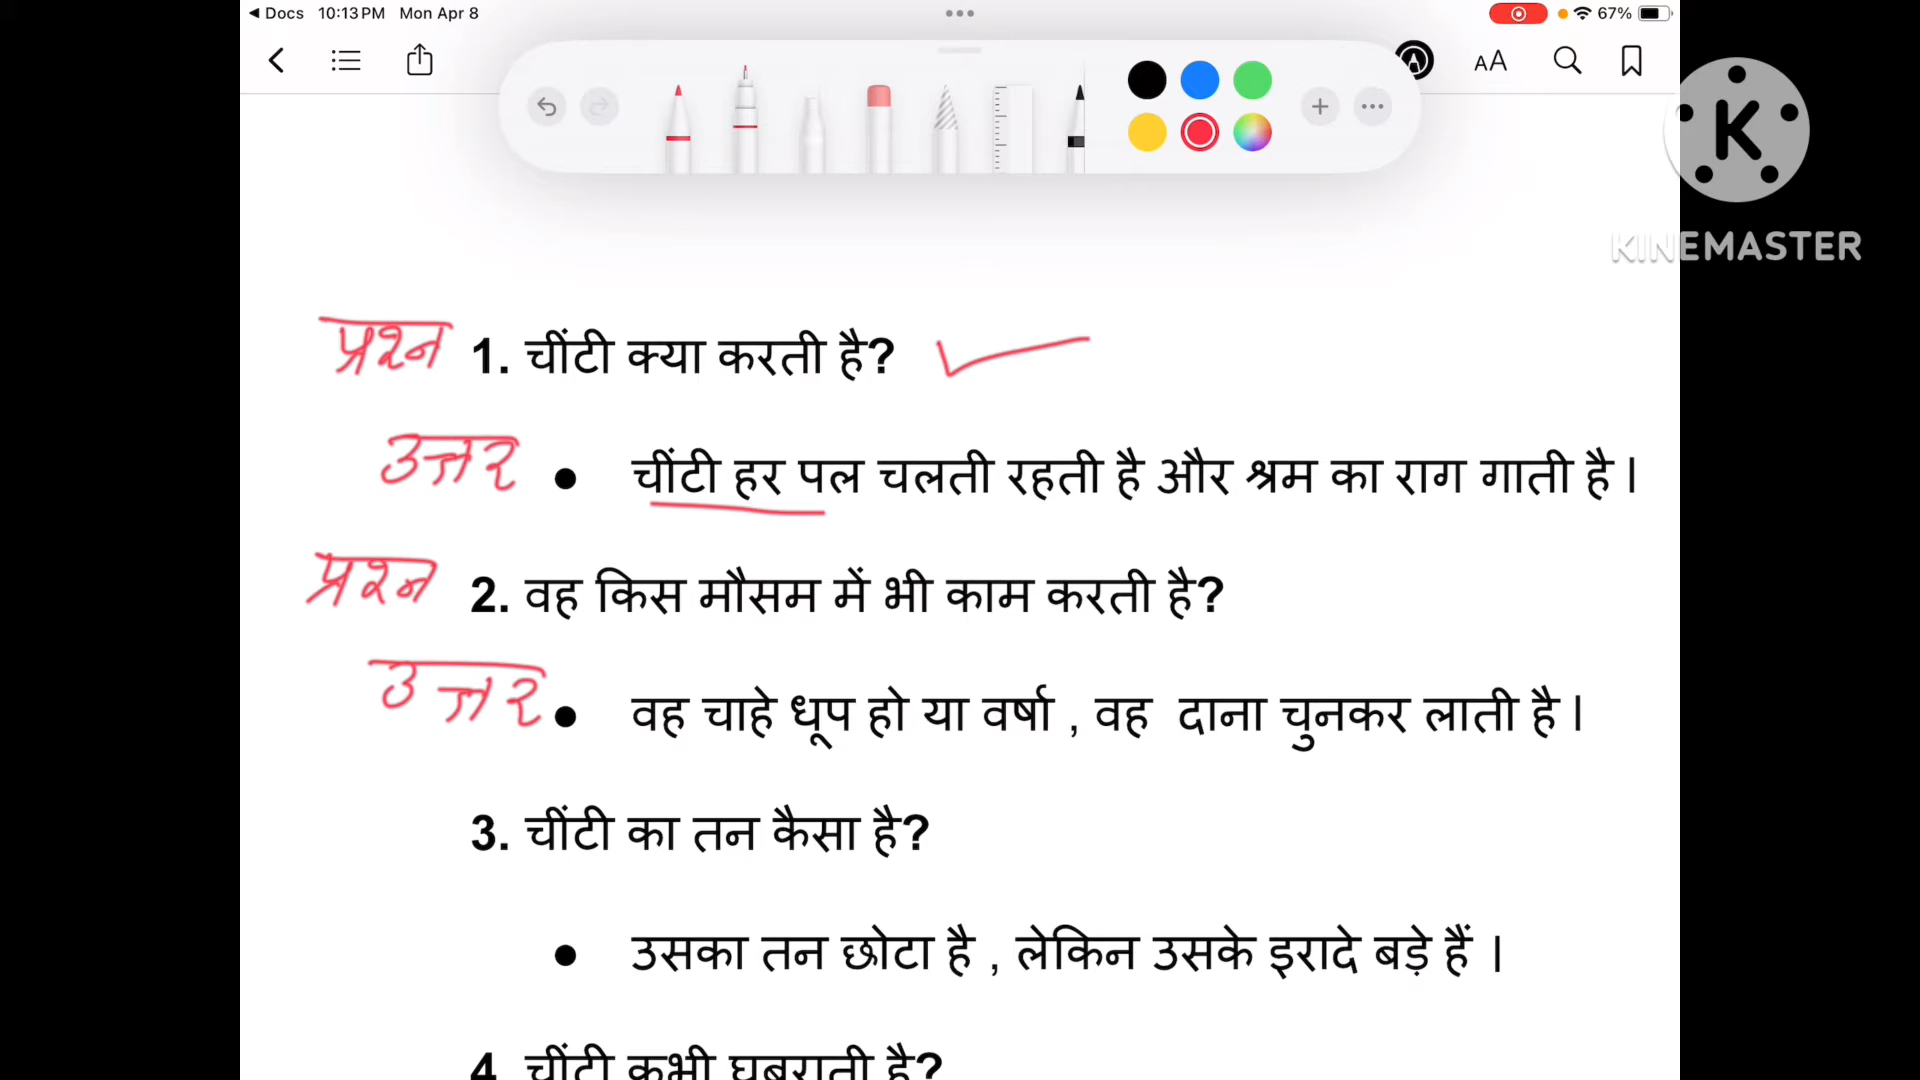 Docs 10:13 PM Mon Apr 8
67%
AA
K
KINEMASTER
प्रश्न 1. चींटी क्या करती है?
उत्तर ● चींटी हर पल चलती रहती है और श्रम का राग गाती है।
प्रश्न 2. वह किस मौसम में भी काम करती है?
उत्तर ● वह चाहे धूप हो या वर्षा , वह दाना चुनकर लाती है।
3. चींटी का तन कैसा है?
● उसका तन छोटा है , लेकिन उसके इरादे बड़े हैं ।
4. चींटी कभी घबराती है?